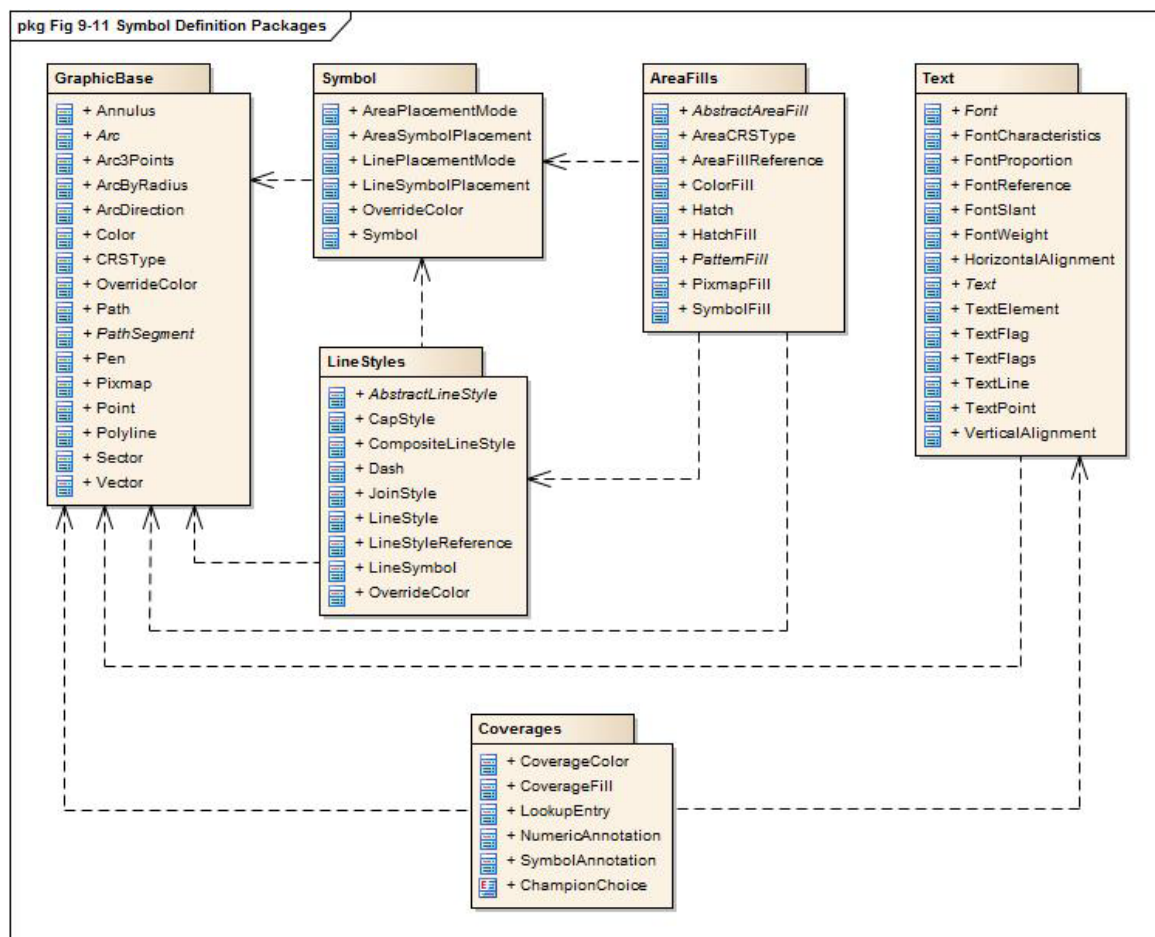 pkg Fig 9-11 Symbol Definition Packages
GraphicBase
+ Annulus
+ Arc
+ Arc3Points
+ ArcByRadius
+ ArcDirection
+ Color
+ CRSType
+ OverrideColor
+ Path
+ PathSegment
+ Pen
+ Pixmap
+ Point
+ Polyline
+ Sector
+ Vector
Symbol
+ AreaPlacementMode
+ AreaSymbolPlacement
+ LinePlacementMode
+ LineSymbolPlacement
+ OverrideColor
+ Symbol
AreaFills
+ AbstractAreaFill
+ AreaCRSType
+ AreaFillReference
+ ColorFill
+ Hatch
+ HatchFill
+ PatternFill
+ PixmapFill
+ SymbolFill
Text
+ Font
+ FontCharacteristics
+ FontProportion
+ FontReference
+ FontSlant
+ FontWeight
+ HorizontalAlignment
+ Text
+ TextElement
+ TextFlag
+ TextFlags
+ TextLine
+ TextPoint
+ VerticalAlignment
LineStyles
+ AbstractLineStyle
+ CapStyle
+ CompositeLineStyle
+ Dash
+ JoinStyle
+ LineStyle
+ LineStyleReference
+ LineSymbol
+ OverrideColor
Coverages
+ CoverageColor
+ CoverageFill
+ LookupEntry
+ NumericAnnotation
+ SymbolAnnotation
+ ChampionChoice